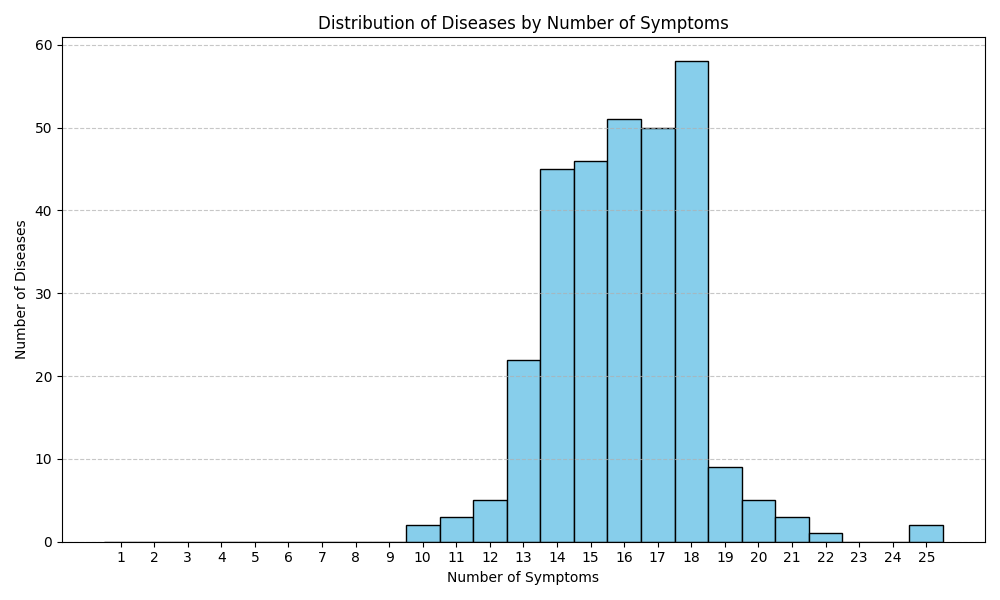 Distribution of Diseases by Number of Symptoms
60
50
40
30
20
10
0
Number of Diseases
1 2 3 4 5 6 7 8 9 10 11 12 13 14 15 16 17 18 19 20 21 22 23 24 25
Number of Symptoms